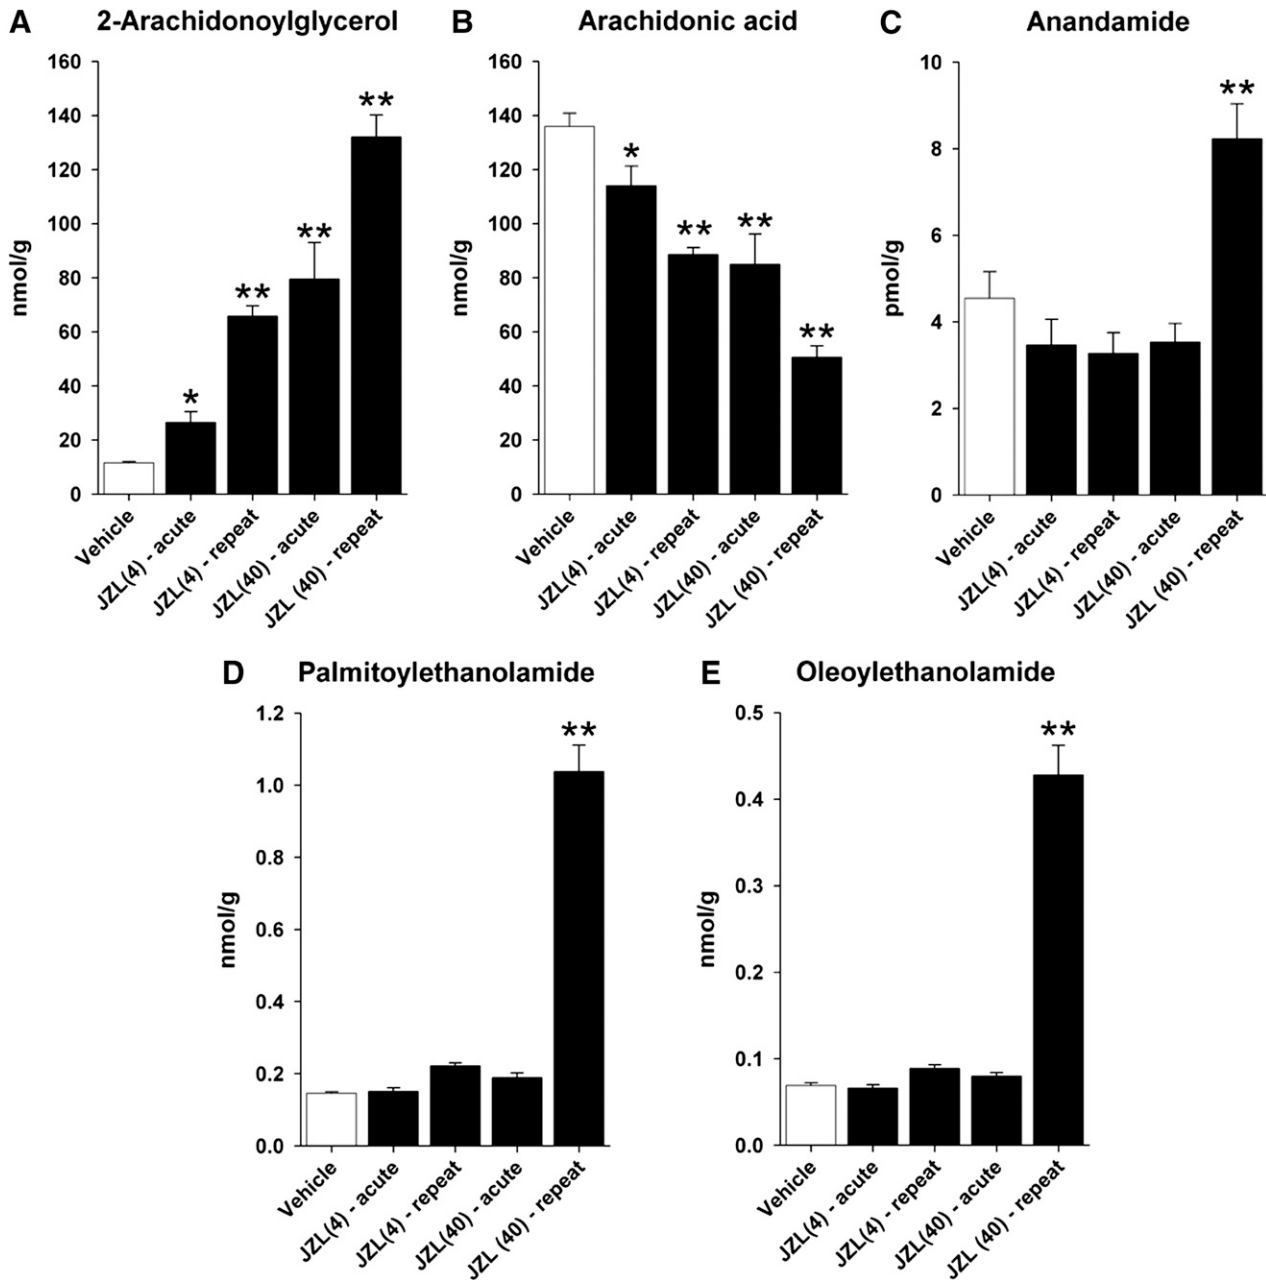 A 2-Arachidonoylglycerol
nmol/g
160
140
120
100
80
60
40
20
0
*
**
**
**
Vehicle
JZL(4) - acute
JZL(4) - repeat
JZL(40) - acute
JZL (40) - repeat
B Arachidonic acid
nmol/g
160
140
120
100
80
60
40
20
0
*
**
**
**
Vehicle
JZL(4) - acute
JZL(4) - repeat
JZL(40) - acute
JZL (40) - repeat
C Anandamide
pmol/g
10
8
6
4
2
0
**
Vehicle
JZL(4) - acute
JZL(4) - repeat
JZL(40) - acute
JZL (40) - repeat
D Palmitoylethanolamide
nmol/g
1.2
1.0
0.8
0.6
0.4
0.2
0.0
**
Vehicle
JZL(4) - acute
JZL(4) - repeat
JZL(40) - acute
JZL (40) - repeat
E Oleoylethanolamide
nmol/g
0.5
0.4
0.3
0.2
0.1
0.0
**
Vehicle
JZL(4) - acute
JZL(4) - repeat
JZL(40) - acute
JZL (40) - repeat